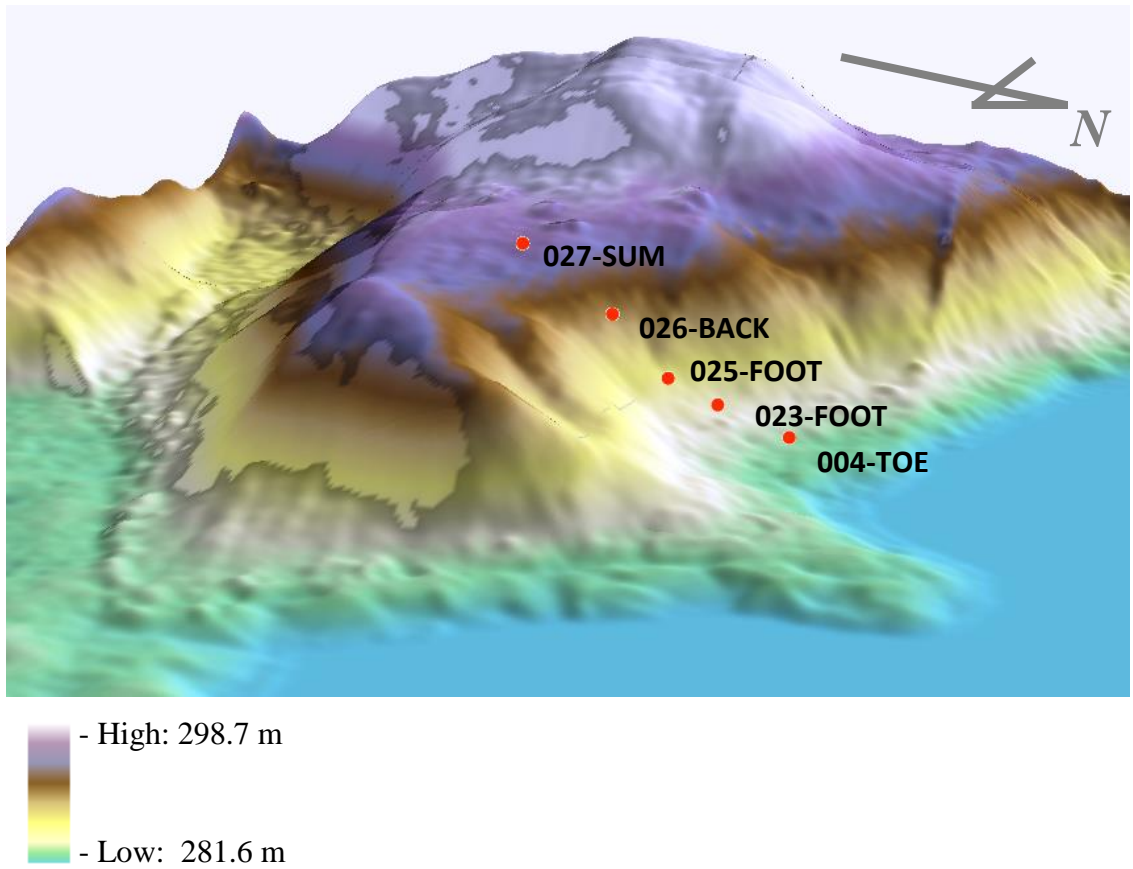 N
027-SUM
026-BACK
025-FOOT
023-FOOT
004-TOE
- High: 298.7 m
- Low: 281.6 m